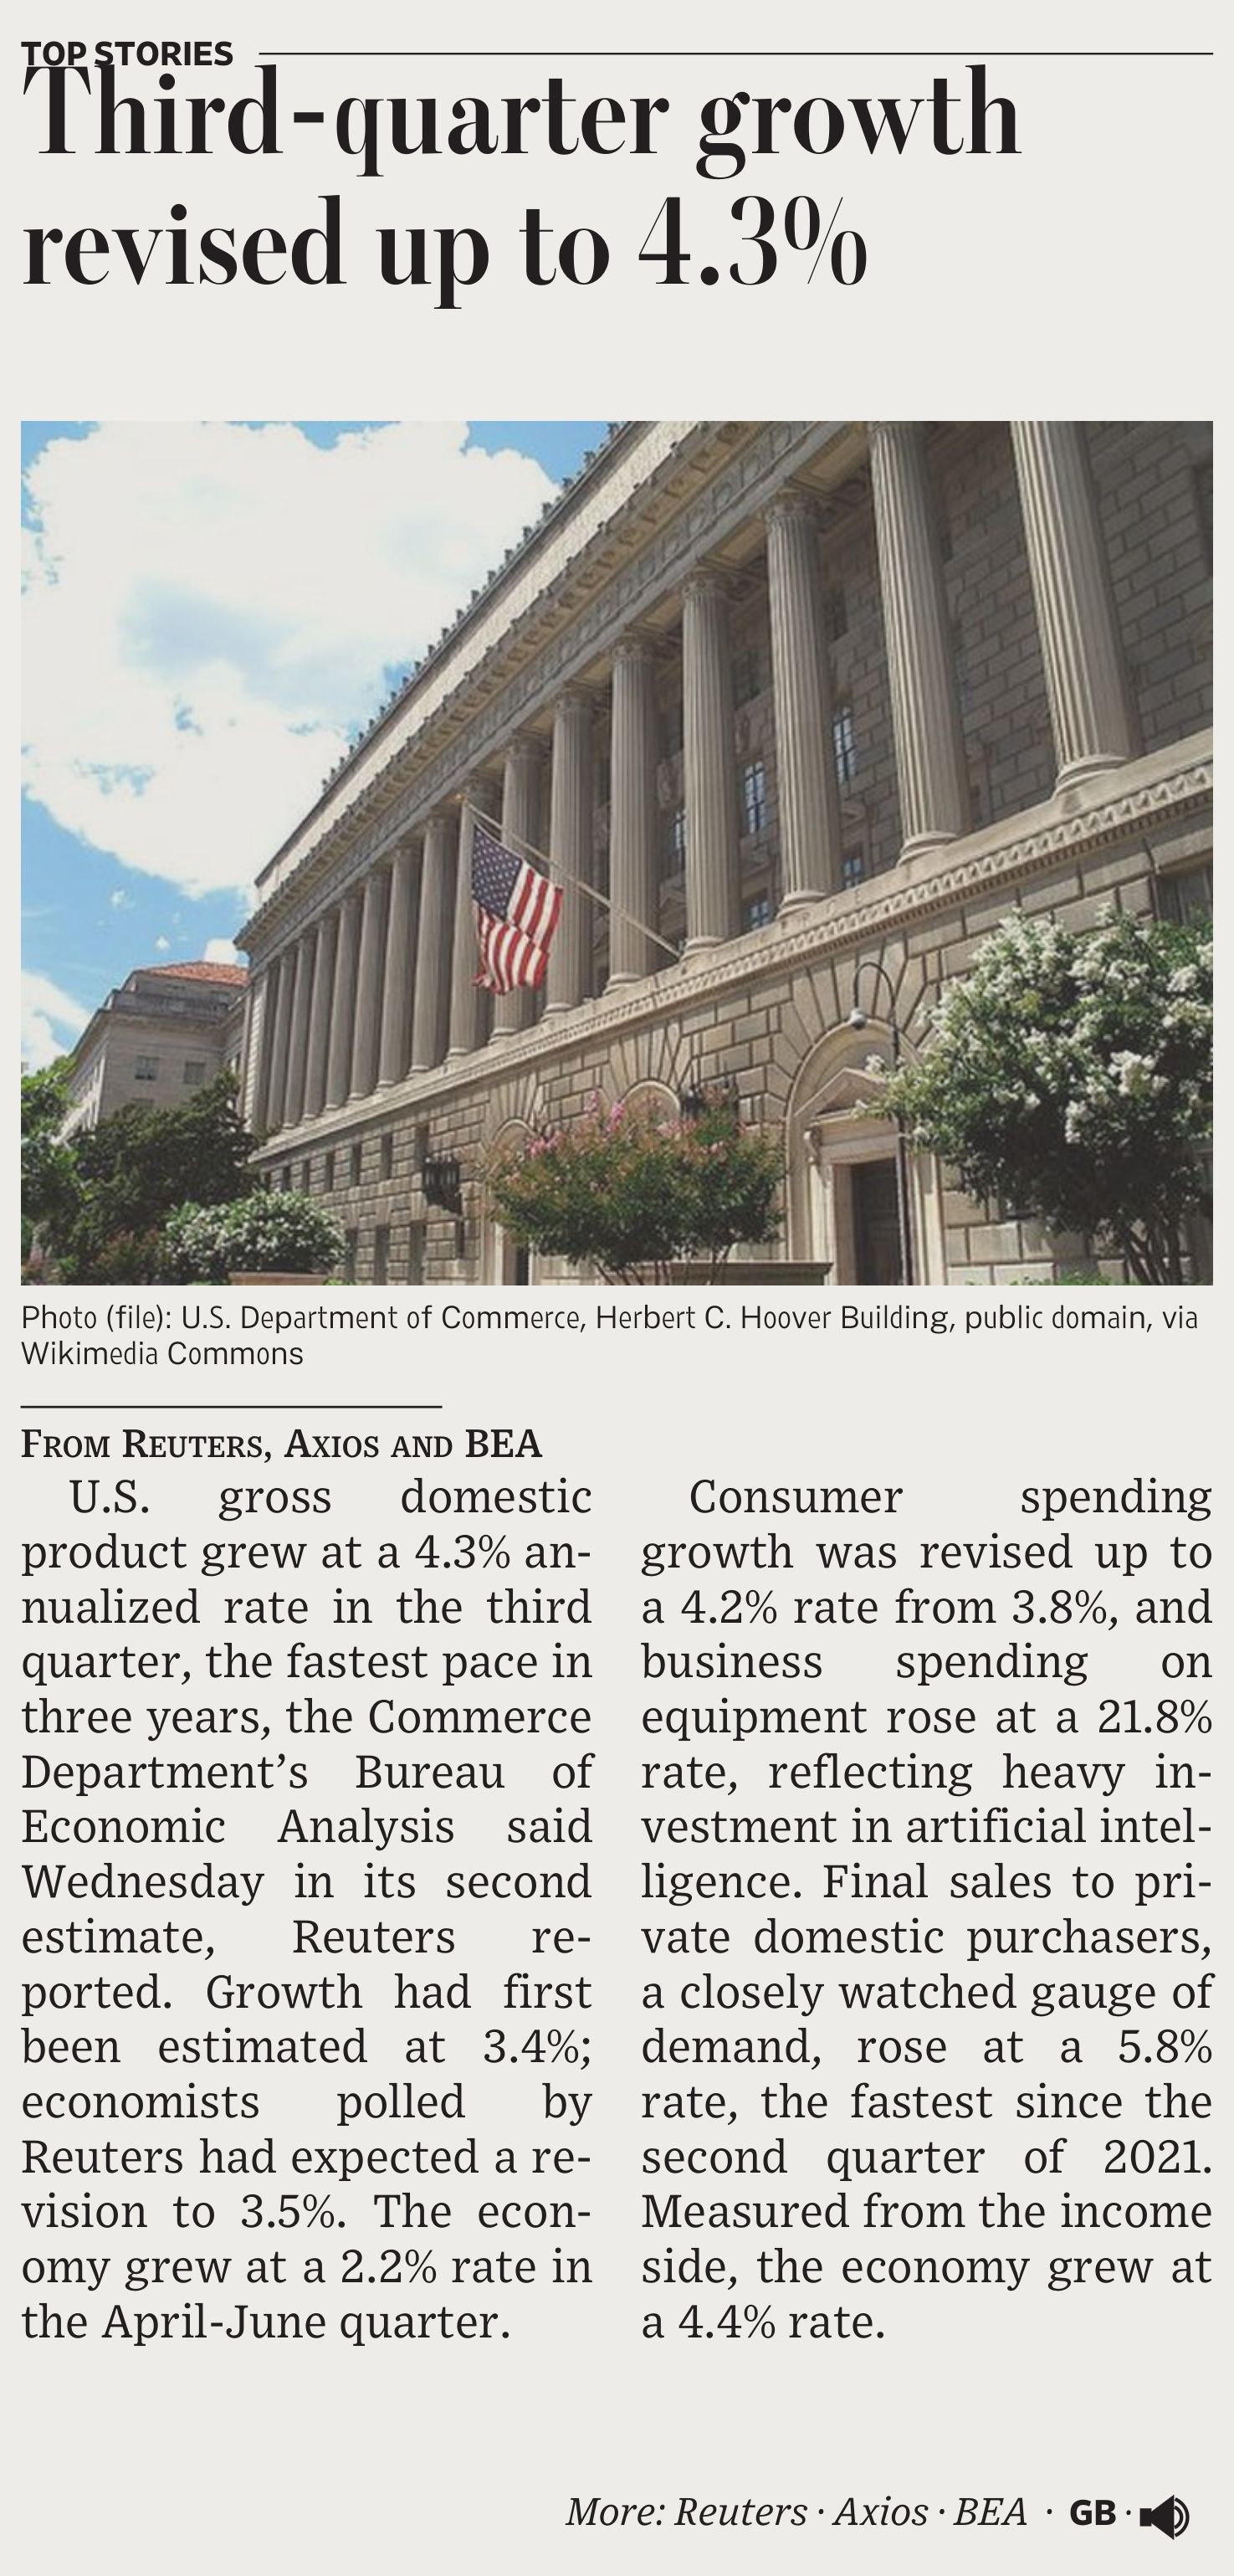 TOP STORIES
Third-quarter growth
revised up to 4.3%
Photo (file): U.S. Department of Commerce, Herbert C. Hoover Building, public domain, via
Wikimedia Commons
From Reuters, Axios and BEA
U.S. gross domestic
product grew at a 4.3% an-
nualized rate in the third
quarter, the fastest pace in
three years, the Commerce
Department’s Bureau of
Economic Analysis said
Wednesday in its second
estimate, Reuters re-
ported. Growth had first
been estimated at 3.4%;
economists polled by
Reuters had expected a re-
vision to 3.5%. The econ-
omy grew at a 2.2% rate in
the April-June quarter.
Consumer spending
growth was revised up to
a 4.2% rate from 3.8%, and
business spending on
equipment rose at a 21.8%
rate, reflecting heavy in-
vestment in artificial intel-
ligence. Final sales to pri-
vate domestic purchasers,
a closely watched gauge of
demand, rose at a 5.8%
rate, the fastest since the
second quarter of 2021.
Measured from the income
side, the economy grew at
a 4.4% rate.
More: Reuters · Axios · BEA · GB ·